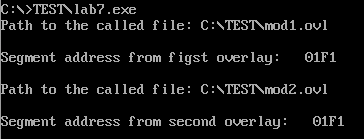 C:\>TEST\lab7.exe
Path to the called file: C:\TEST\mod1.ovl
Segment address from figst overlay:   01F1
Path to the called file: C:\TEST\mod2.ovl
Segment address from second overlay:   01F1